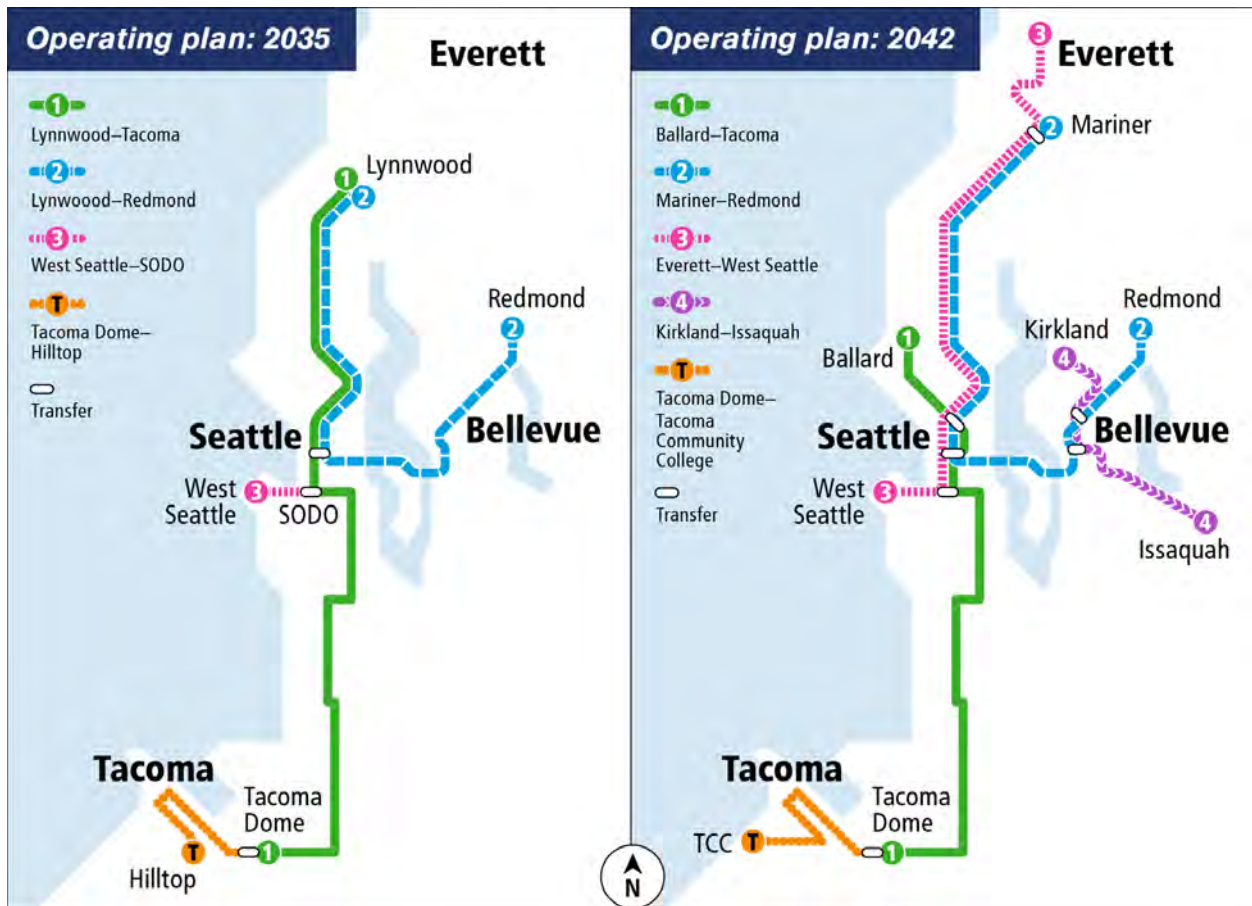 Operating plan: 2035
Everett
1
Lynnwood–Tacoma
2
Lynwoood–Redmond
3
West Seattle–SODO
T
Tacoma Dome–
Hilltop
Transfer
1
Lynnwood
2
Redmond
2
Seattle
Bellevue
West
Seattle
3
SODO
Tacoma
Tacoma
Dome
T
1
Hilltop
N
Operating plan: 2042
3
Everett
1
Ballard–Tacoma
2
Mariner–Redmond
3
Everett–West Seattle
4
Kirkland–Issaquah
T
Tacoma Dome–
Tacoma
Community
College
Transfer
2
Mariner
Redmond
2
Kirkland
4
1
Ballard
Seattle
Bellevue
West
Seattle
3
4
Issaquah
Tacoma
Tacoma
Dome
TCC
T
1